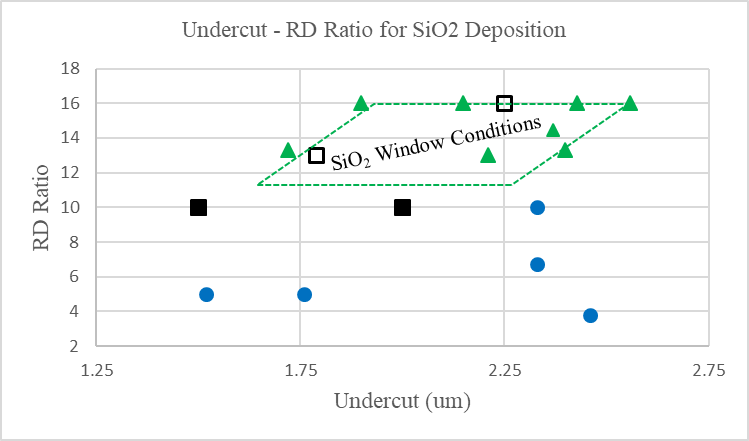 Undercut - RD Ratio for SiO2 Deposition
18
16
14
12
10
8
6
4
2
RD Ratio
SiO₂ Window Conditions
1.25 1.75 2.25 2.75
Undercut (um)